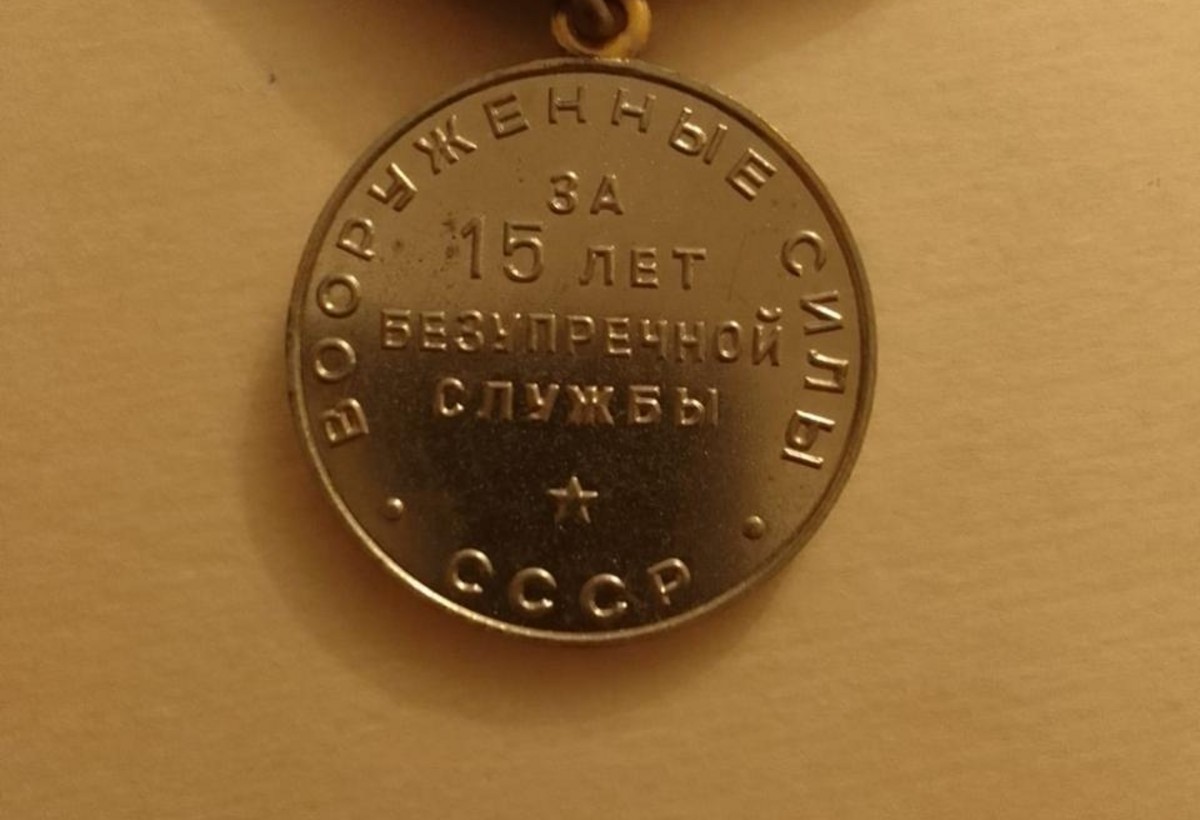 ВООРУЖЕННЫЕ СИЛЫ
ЗА
15 ЛЕТ
БЕЗУПРЕЧНОЙ
СЛУЖБЫ
СССР